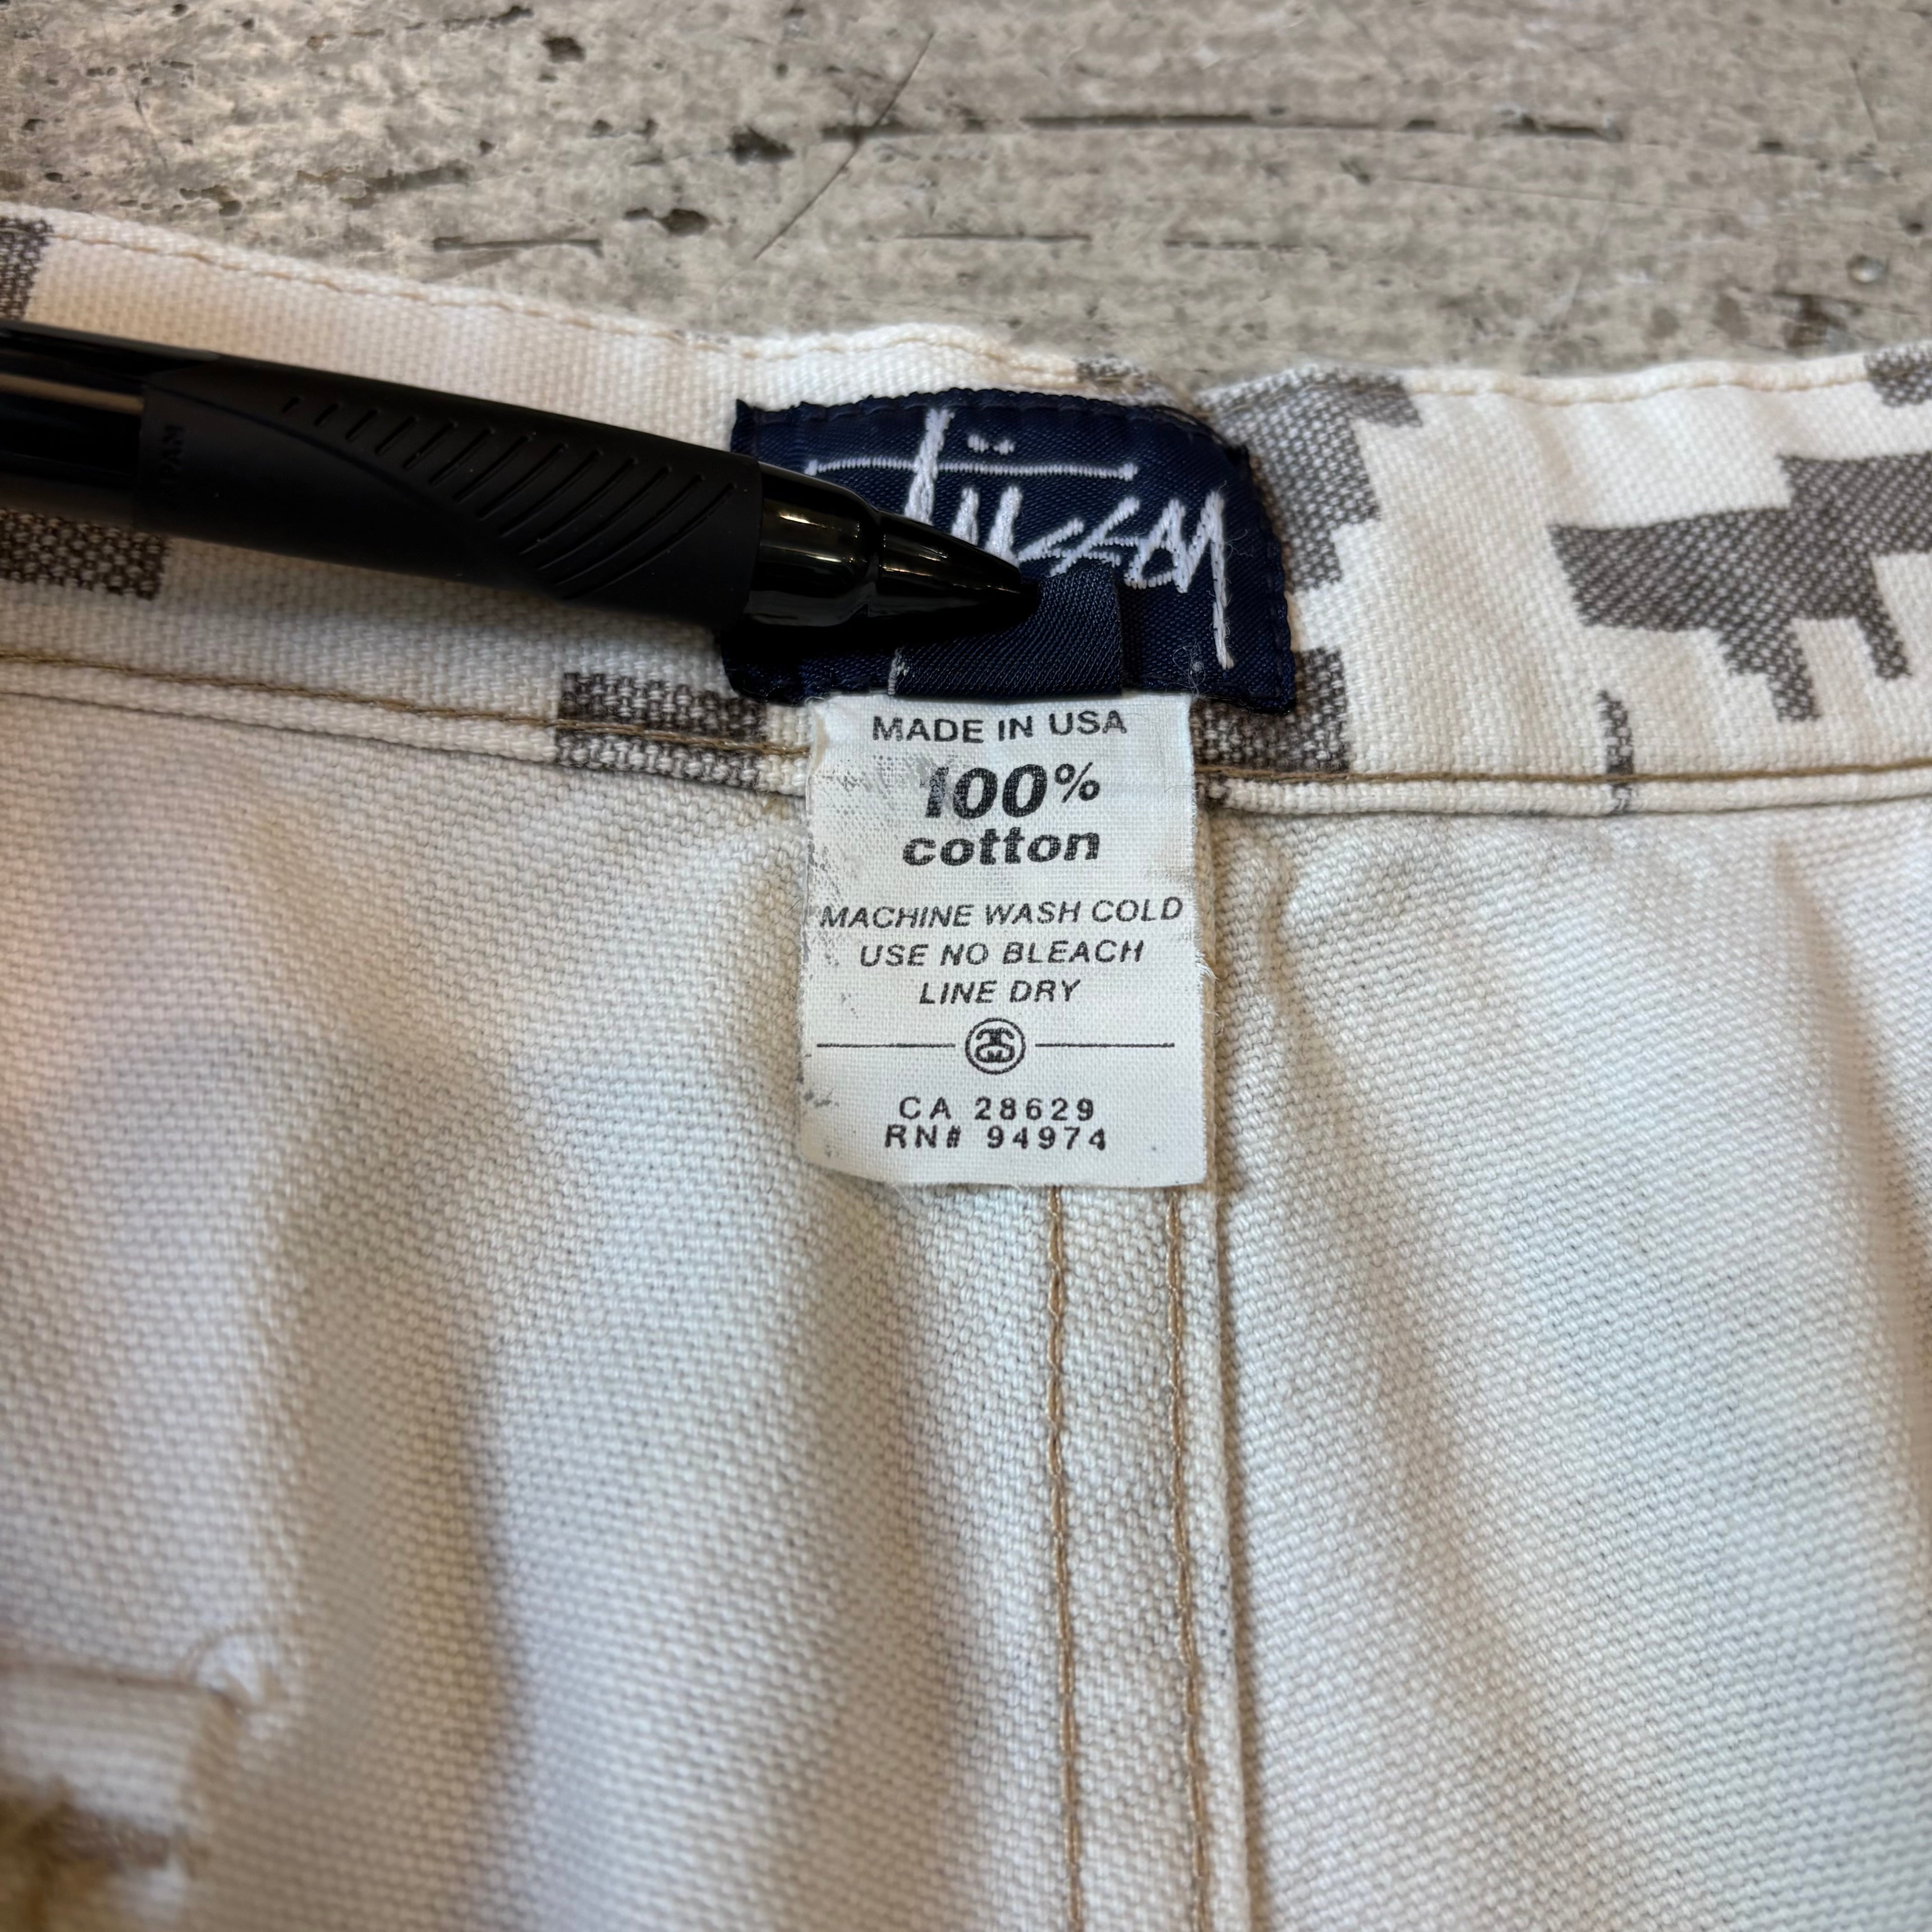 Stüssy
MADE IN USA
100%
cotton
MACHINE WASH COLD
USE NO BLEACH
LINE DRY
CA 28629
RN# 94974